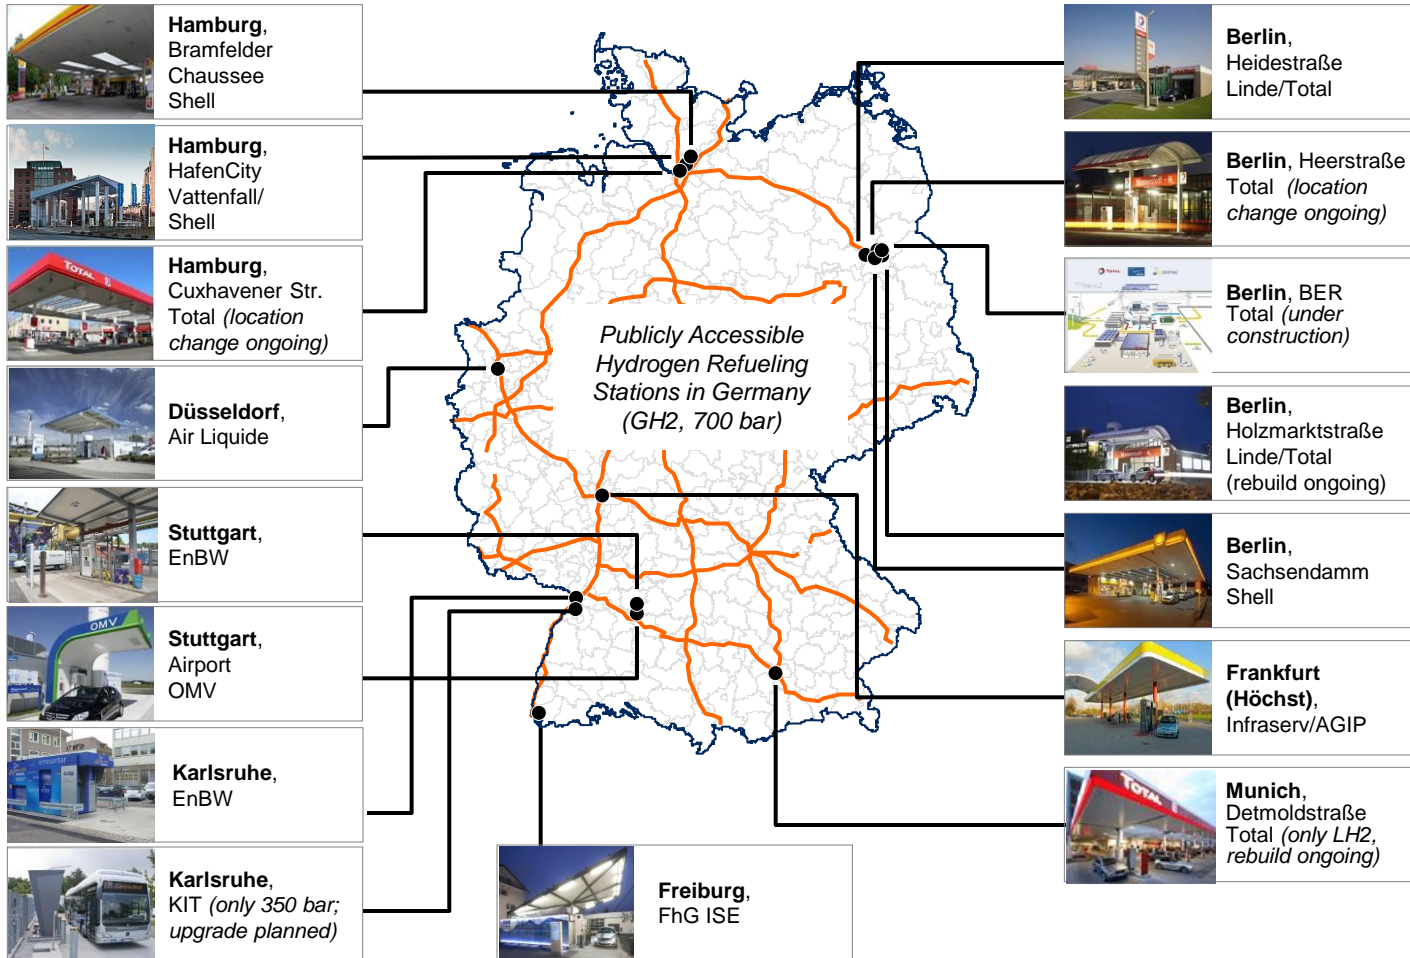 Hamburg,
Bramfelder
Chaussee
Shell
Hamburg,
HafenCity
Vattenfall/
Shell
TOTAL
Hamburg,
Cuxhavener Str.
Total (location
change ongoing)
Düsseldorf,
Air Liquide
Stuttgart,
EnBW
OMV
Stuttgart,
Airport
OMV
Karlsruhe,
EnBW
Karlsruhe,
KIT (only 350 bar;
upgrade planned)
Publicly Accessible
Hydrogen Refueling
Stations in Germany
(GH2, 700 bar)
Freiburg,
FhG ISE
Berlin,
Heidestraße
Linde/Total
Berlin, Heerstraße
Total (location
change ongoing)
TOTAL
Berlin, BER
Total (under
construction)
Berlin,
Holzmarktstraße
Linde/Total
(rebuild ongoing)
Berlin,
Sachsendamm
Shell
Frankfurt
(Höchst),
Infraserv/AGIP
TOTAL
Munich,
Detmoldstraße
Total (only LH2,
rebuild ongoing)